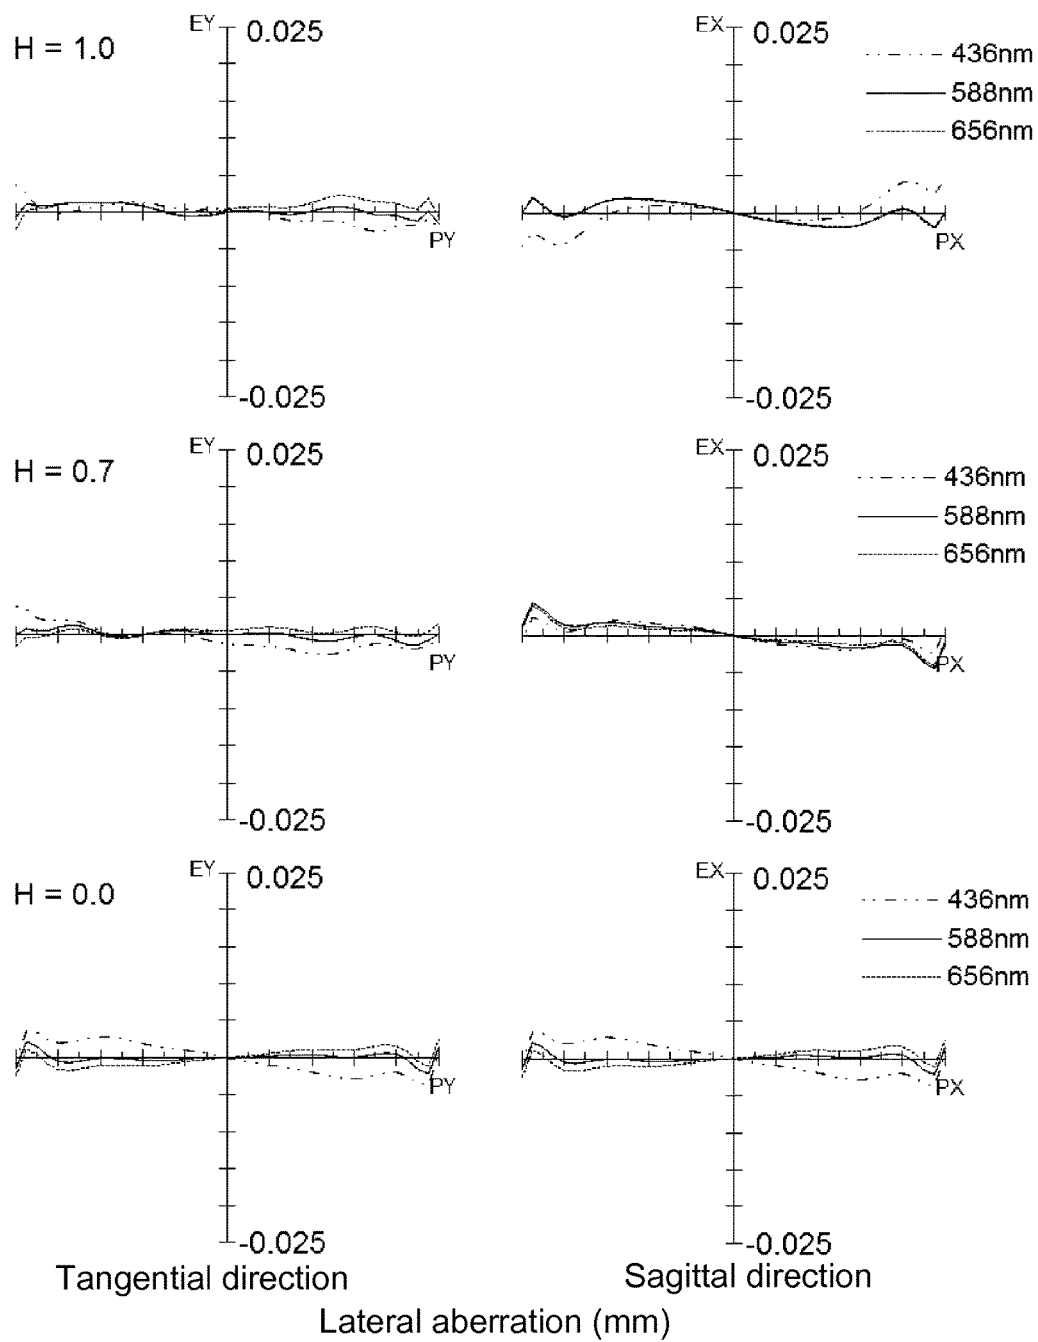 H = 1.0
EY
0.025
PY
-0.025
EX
0.025
PX
-0.025
436nm
588nm
656nm
H = 0.7
EY
0.025
PY
-0.025
EX
0.025
PX
-0.025
436nm
588nm
656nm
H = 0.0
EY
0.025
PY
-0.025
EX
0.025
PX
-0.025
436nm
588nm
656nm
Tangential direction
Sagittal direction
Lateral aberration (mm)